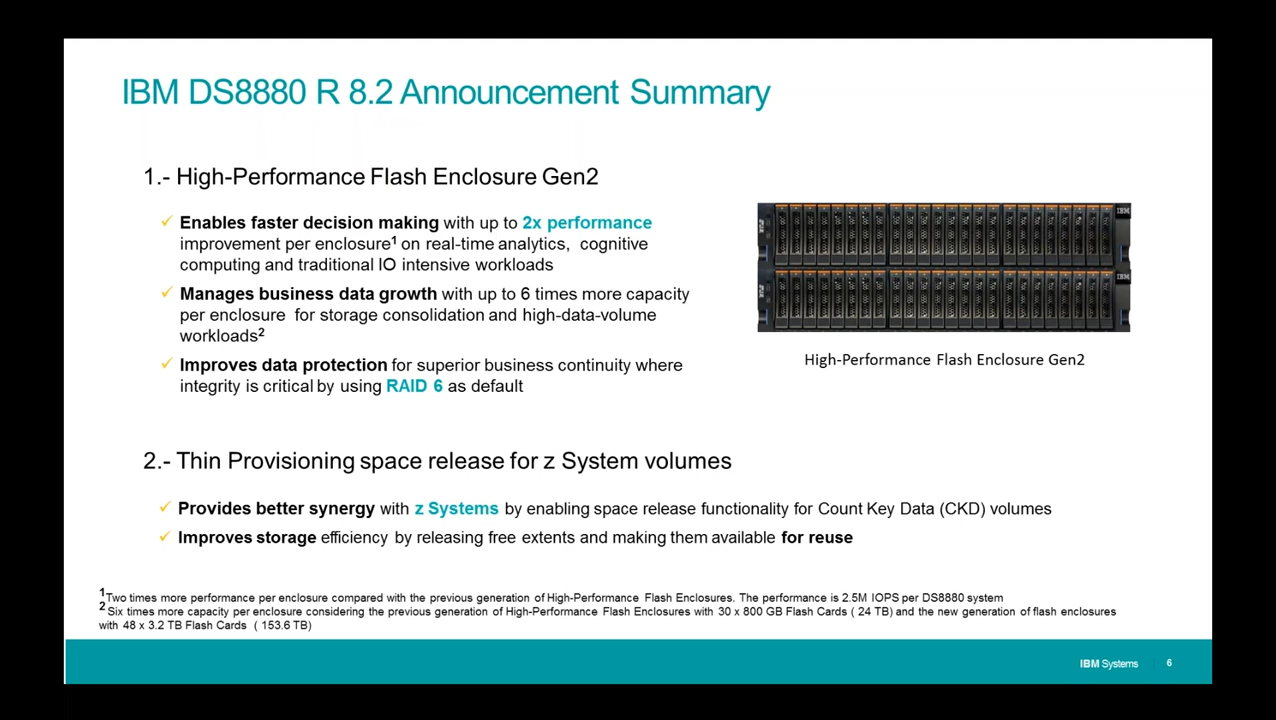 IBM DS8880 R 8.2 Announcement Summary
1.- High-Performance Flash Enclosure Gen2
✓ Enables faster decision making with up to 2x performance
improvement per enclosure1 on real-time analytics, cognitive
computing and traditional IO intensive workloads
✓ Manages business data growth with up to 6 times more capacity
per enclosure for storage consolidation and high-data-volume
workloads2
✓ Improves data protection for superior business continuity where
integrity is critical by using RAID 6 as default
IBM
IBM
High-Performance Flash Enclosure Gen2
2.- Thin Provisioning space release for z System volumes
✓ Provides better synergy with z Systems by enabling space release functionality for Count Key Data (CKD) volumes
✓ Improves storage efficiency by releasing free extents and making them available for reuse
1Two times more performance per enclosure compared with the previous generation of High-Performance Flash Enclosures. The performance is 2.5M IOPS per DS8880 system
2 Six times more capacity per enclosure considering the previous generation of High-Performance Flash Enclosures with 30 x 800 GB Flash Cards ( 24 TB) and the new generation of flash enclosures
with 48 x 3.2 TB Flash Cards ( 153.6 TB)
IBM Systems | 6